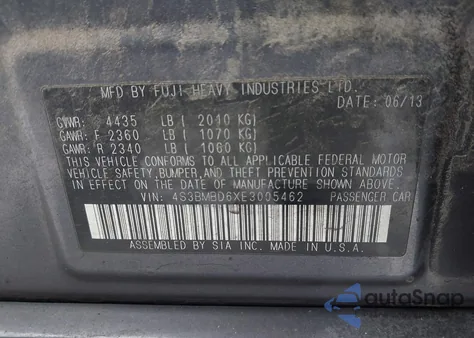 MFD BY FUJI HEAVY INDUSTRIES LTD.
DATE: 06/13
GVWR: 4435 LB ( 2010 KG)
GAWR: F 2360 LB ( 1070 KG)
GAWR: R 2340 LB ( 1060 KG)
THIS VEHICLE CONFORMS TO ALL APPLICABLE FEDERAL MOTOR
VEHICLE SAFETY, BUMPER, AND THEFT PREVENTION STANDARDS
IN EFFECT ON THE DATE OF MANUFACTURE SHOWN ABOVE.
VIN: 4S3BMBD6XE3005462 PASSENGER CAR
ASSEMBLED BY SIA INC. MADE IN U.S.A.
autoSnap